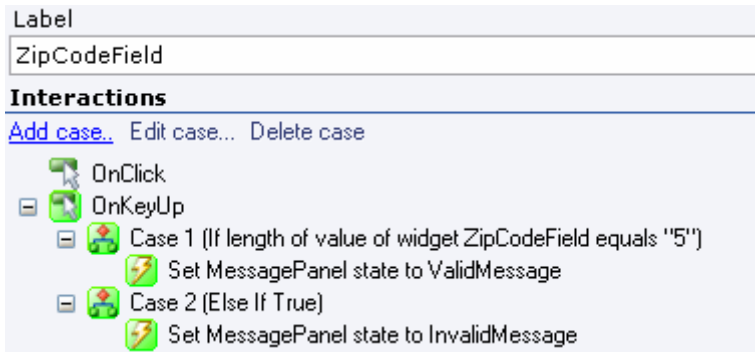 Label
ZipCodeField
Interactions
Add case.. Edit case... Delete case
OnClick
OnKeyUp
Case 1 (If length of value of widget ZipCodeField equals "5")
Set MessagePanel state to ValidMessage
Case 2 (Else If True)
Set MessagePanel state to InvalidMessage